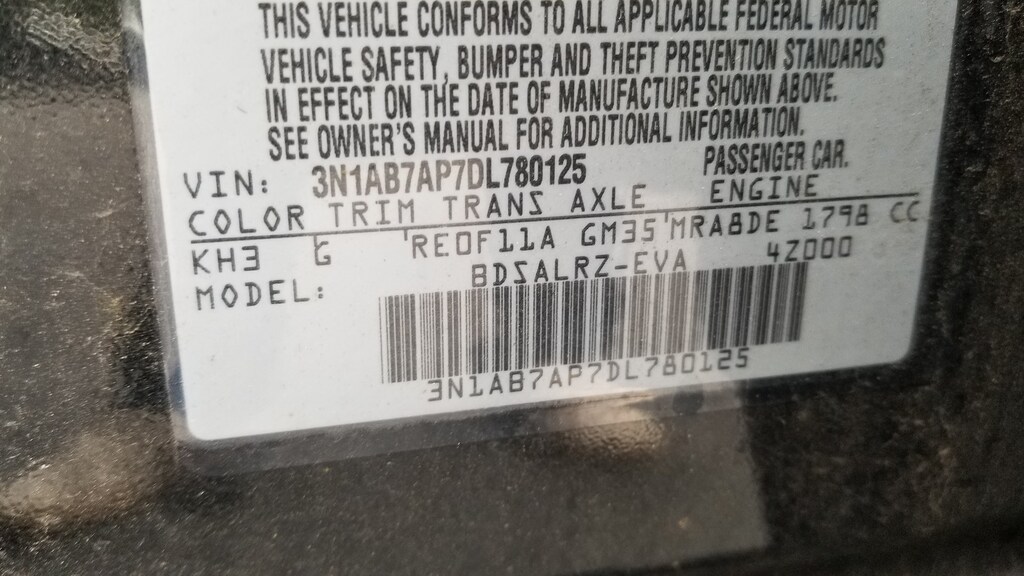 THIS VEHICLE CONFORMS TO ALL APPLICABLE FEDERAL MOTOR
VEHICLE SAFETY, BUMPER AND THEFT PREVENTION STANDARDS
IN EFFECT ON THE DATE OF MANUFACTURE SHOWN ABOVE.
SEE OWNER'S MANUAL FOR ADDITIONAL INFORMATION.
VIN: 3N1AB7AP7DL780125 PASSENGER CAR.
COLOR TRIM TRANS AXLE ENGINE
KH3 G RE0F11A GM35 MRA8DE 1798 CC
MODEL: BDSALRZ-EVA 4Z000
3N1AB7AP7DL780125